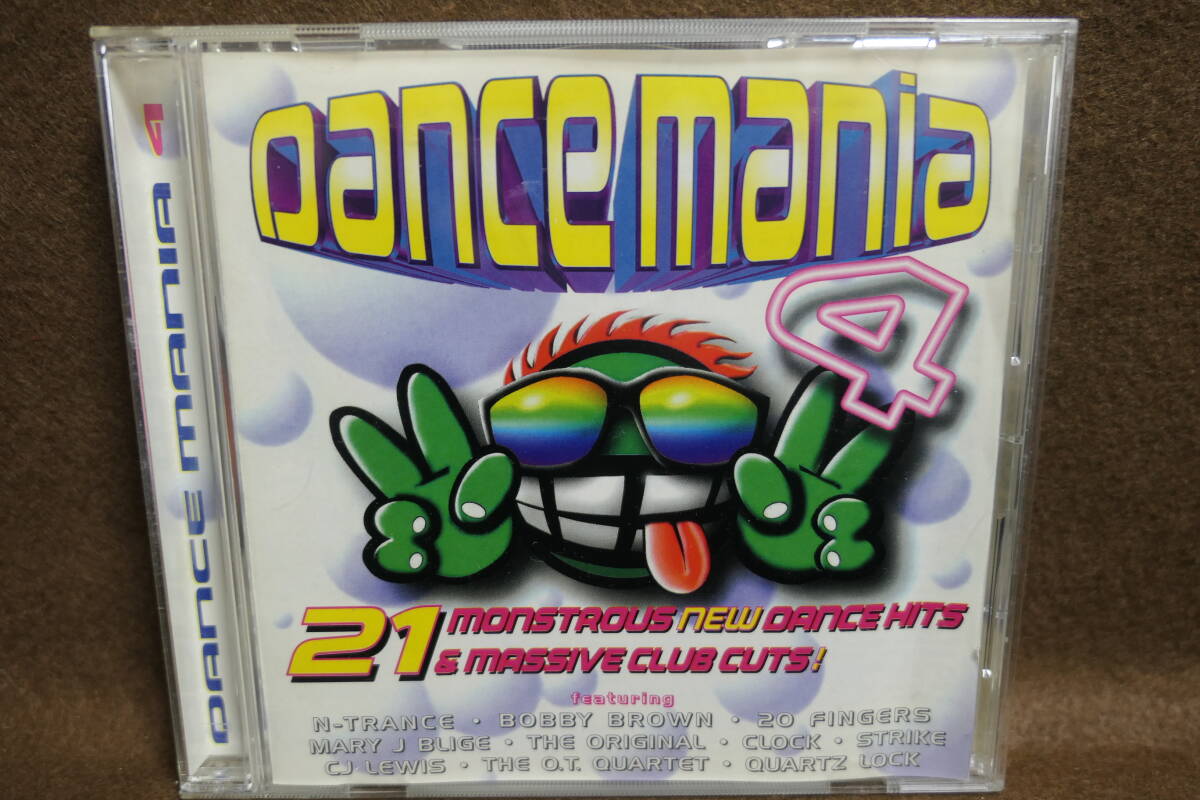 DANCE MANIA 4
Dance mania
4
21 MONSTROUS NEW DANCE HITS
& MASSIVE CLUB CUTS!
featuring
N-TRANCE • BOBBY BROWN • 20 FINGERS
MARY J BLIGE • THE ORIGINAL • CLOCK • STRIKE
CJ LEWIS • THE O.T. QUARTET • QUARTZ LOCK